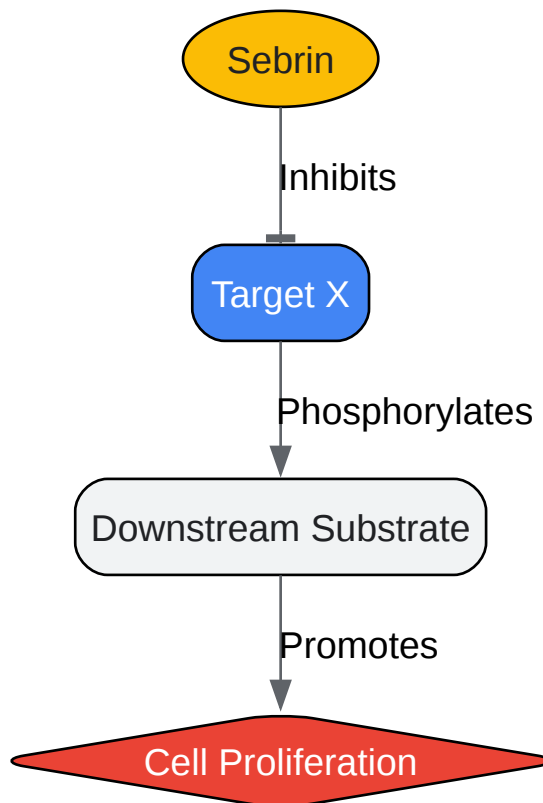 Sebrin
Inhibits
Target X
Phosphorylates
Downstream Substrate
Promotes
Cell Proliferation